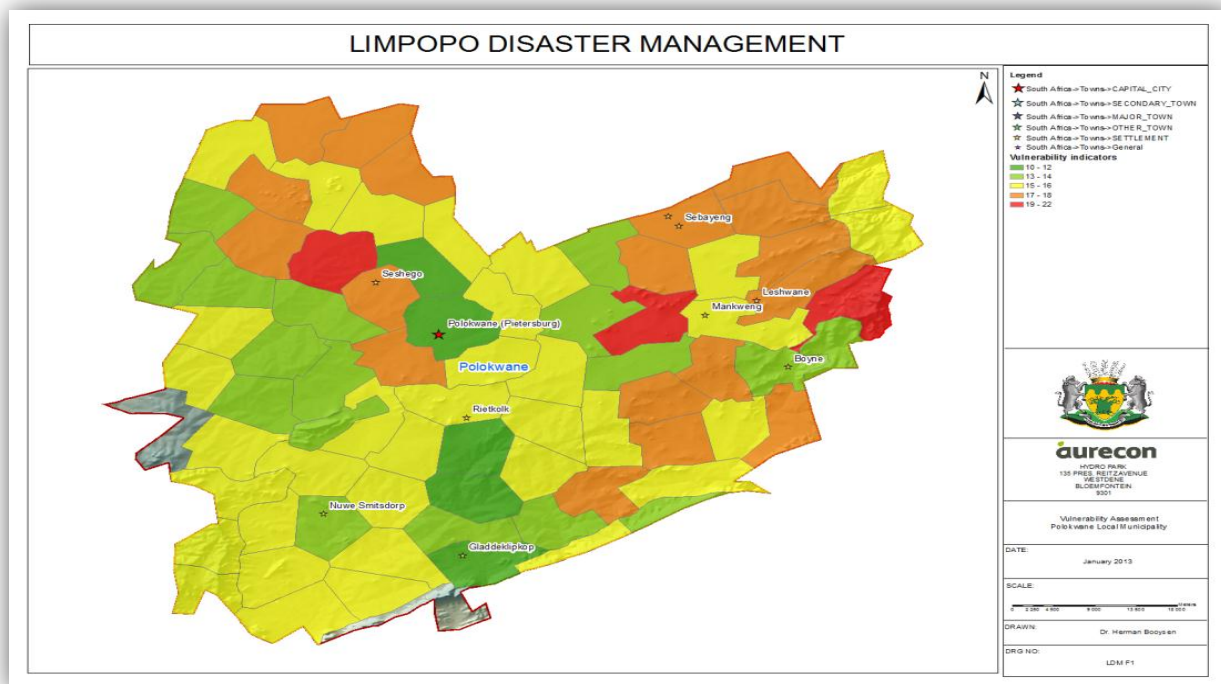 LIMPOPO DISASTER MANAGEMENT
N
Sebayeng
Seshego
Leshwane
Mankweng
Polokwane (Pietersburg)
Boyne
Polokwane
Rietkolk
Nuwe Smitsdorp
Gladdeklipkop
Legend
South Africa->Towns->CAPITAL_CITY
South Africa->Towns->SECONDARY_TOWN
South Africa->Towns->MAJOR_TOWN
South Africa->Towns->OTHER_TOWN
South Africa->Towns->SETTLEMENT
South Africa->Towns->General
Vulnerability indicators
10 - 12
13 - 14
15 - 16
17 - 18
19 - 22
aurecon
HYDRO PARK
135 PRES. REITZ AVENUE
WESTDENE
BLOEMFONTEIN
9301
Vulnerability Assessment
Polokwane Local Municipality
DATE:
January 2013
SCALE:
Meters
0
DRAWN:
Dr. Herman Booysen
DRG NO:
LDM F1